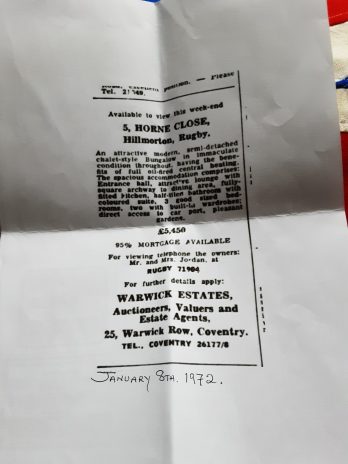 position. — Please
Tel. 21849.
Available to view this week-end
5, HORNE CLOSE,
Hillmorton, Rugby.
An attractive modern, semi-detached
chalet-style Bungalow in immaculate
condition throughout, having the bene-
fits of full oil-fired central heating.
The spacious accommodation comprises:
Entrance hall, attractive lounge with
square archway to dining area, fully-
fitted kitchen, half-tiled bathroom with
coloured suite, 3 good sized bed-
rooms, two with built-in wardrobes;
direct access to car port, pleasant
gardens.
£5,450
95% MORTGAGE AVAILABLE
For viewing telephone the owners:
Mr. and Mrs. Jordan, at
RUGBY 71904
For further details apply:
WARWICK ESTATES,
Auctioneers, Valuers and
Estate Agents,
25, Warwick Row, Coventry.
TEL., COVENTRY 26177/8
JANUARY 8TH. 1972.